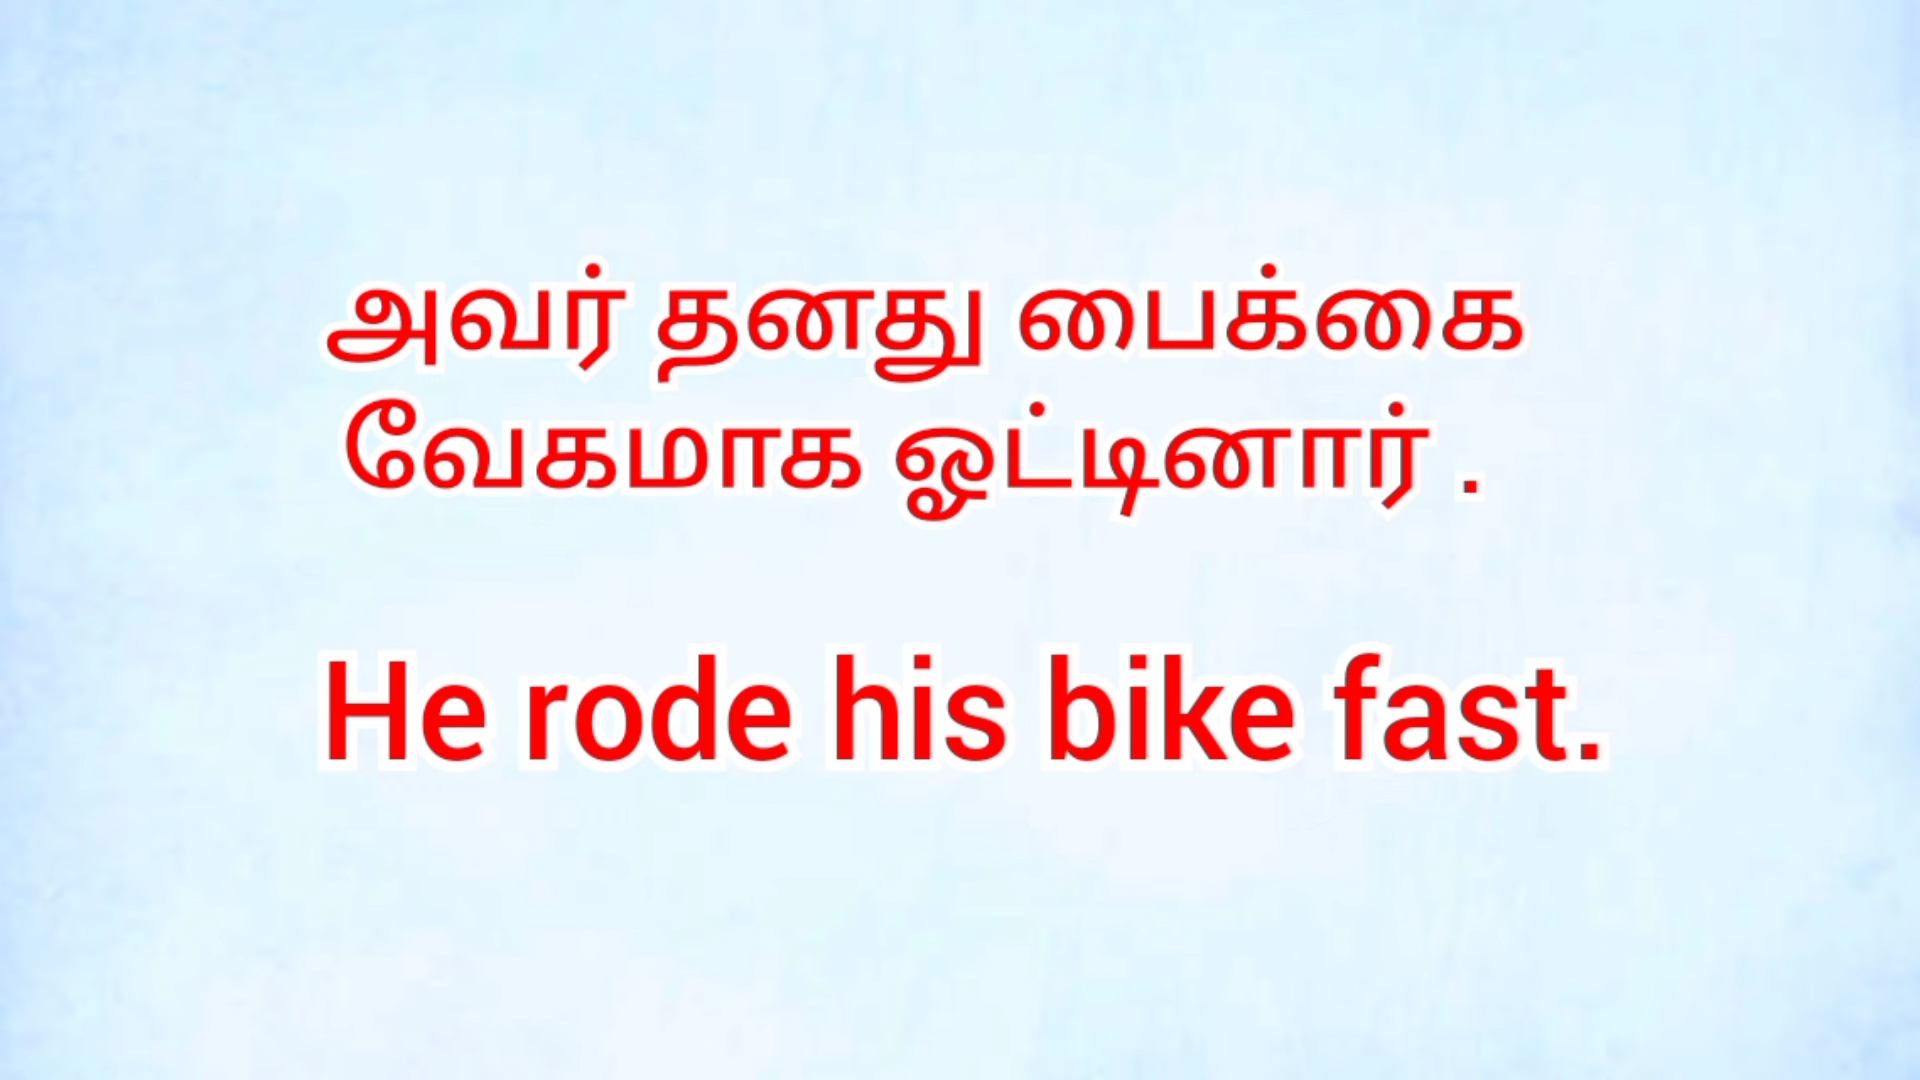 அவர் தனது பைக்கை
வேகமாக ஓட்டினார் .
He rode his bike fast.